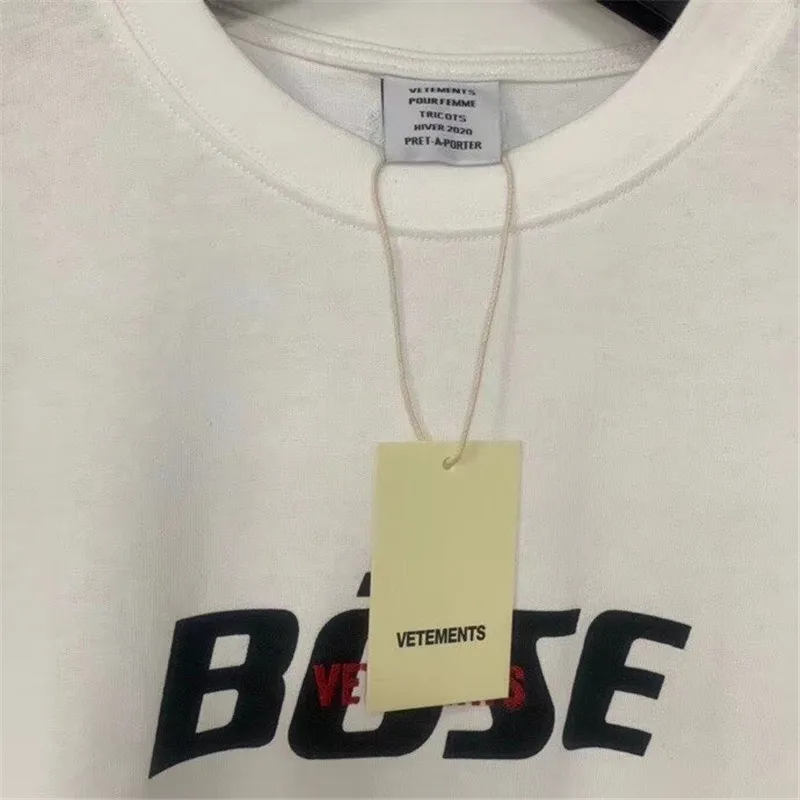 VETEMENTS
POUR FEMME
TRICOTS
HIVER 2020
PRET-A-PORTER
VETEMENTS
BÖSE